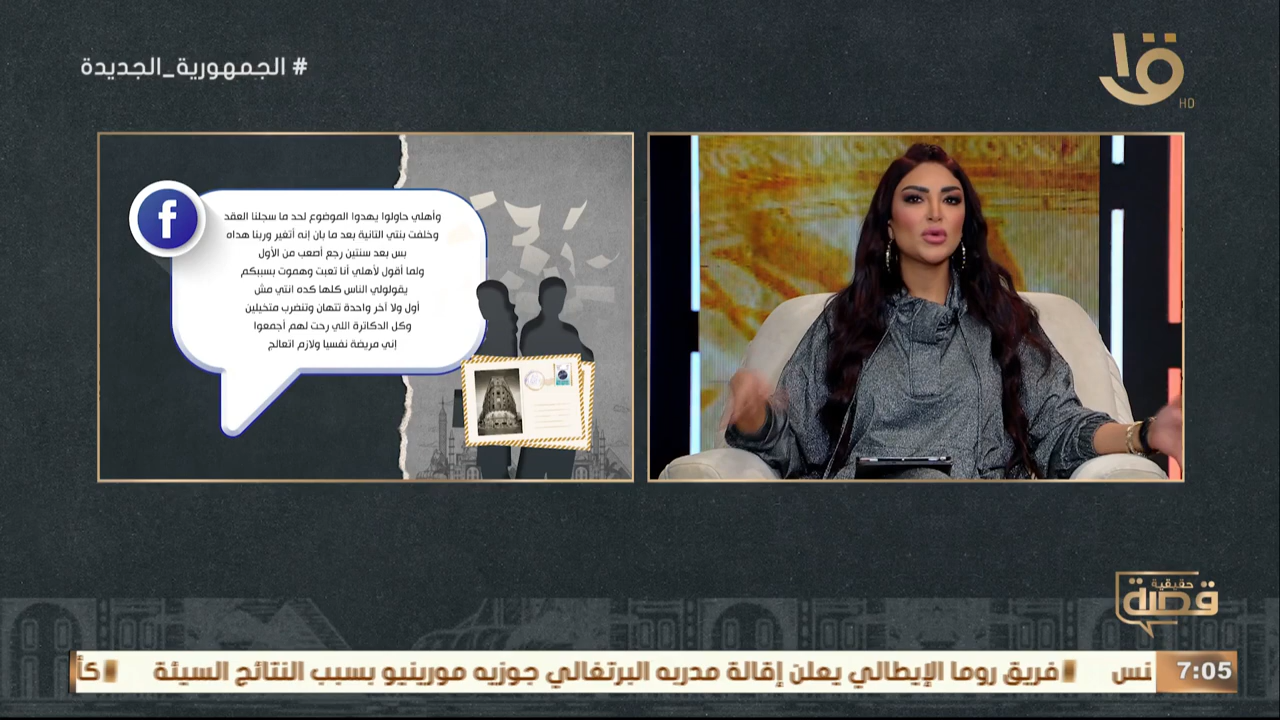 # الجمهورية_الجديدة
HD
وأهلي حاولوا يهدوا الموضوع لحد ما سجلنا العقد
وخلفت بنتي التانية بعد ما بان إنه أتغير وربنا هداه
بس بعد سنتين رجع أصعب من الأول
ولما أقول لأهلي أنا تعبت وهموت بسببكم
يقولولي الناس كلها كده انتي مش
أول ولا أخر واحدة تتهان وتنضرب متخيلين
وكل الدكاترة اللي رحت لهم أجمعوا
إني مريضة نفسيا ولازم اتعالج
قصة حقيقية
7:05
نس
فريق روما الإيطالي يعلن إقالة مدربه البرتغالي جوزيه مورينيو بسبب النتائج السيئة
كأ